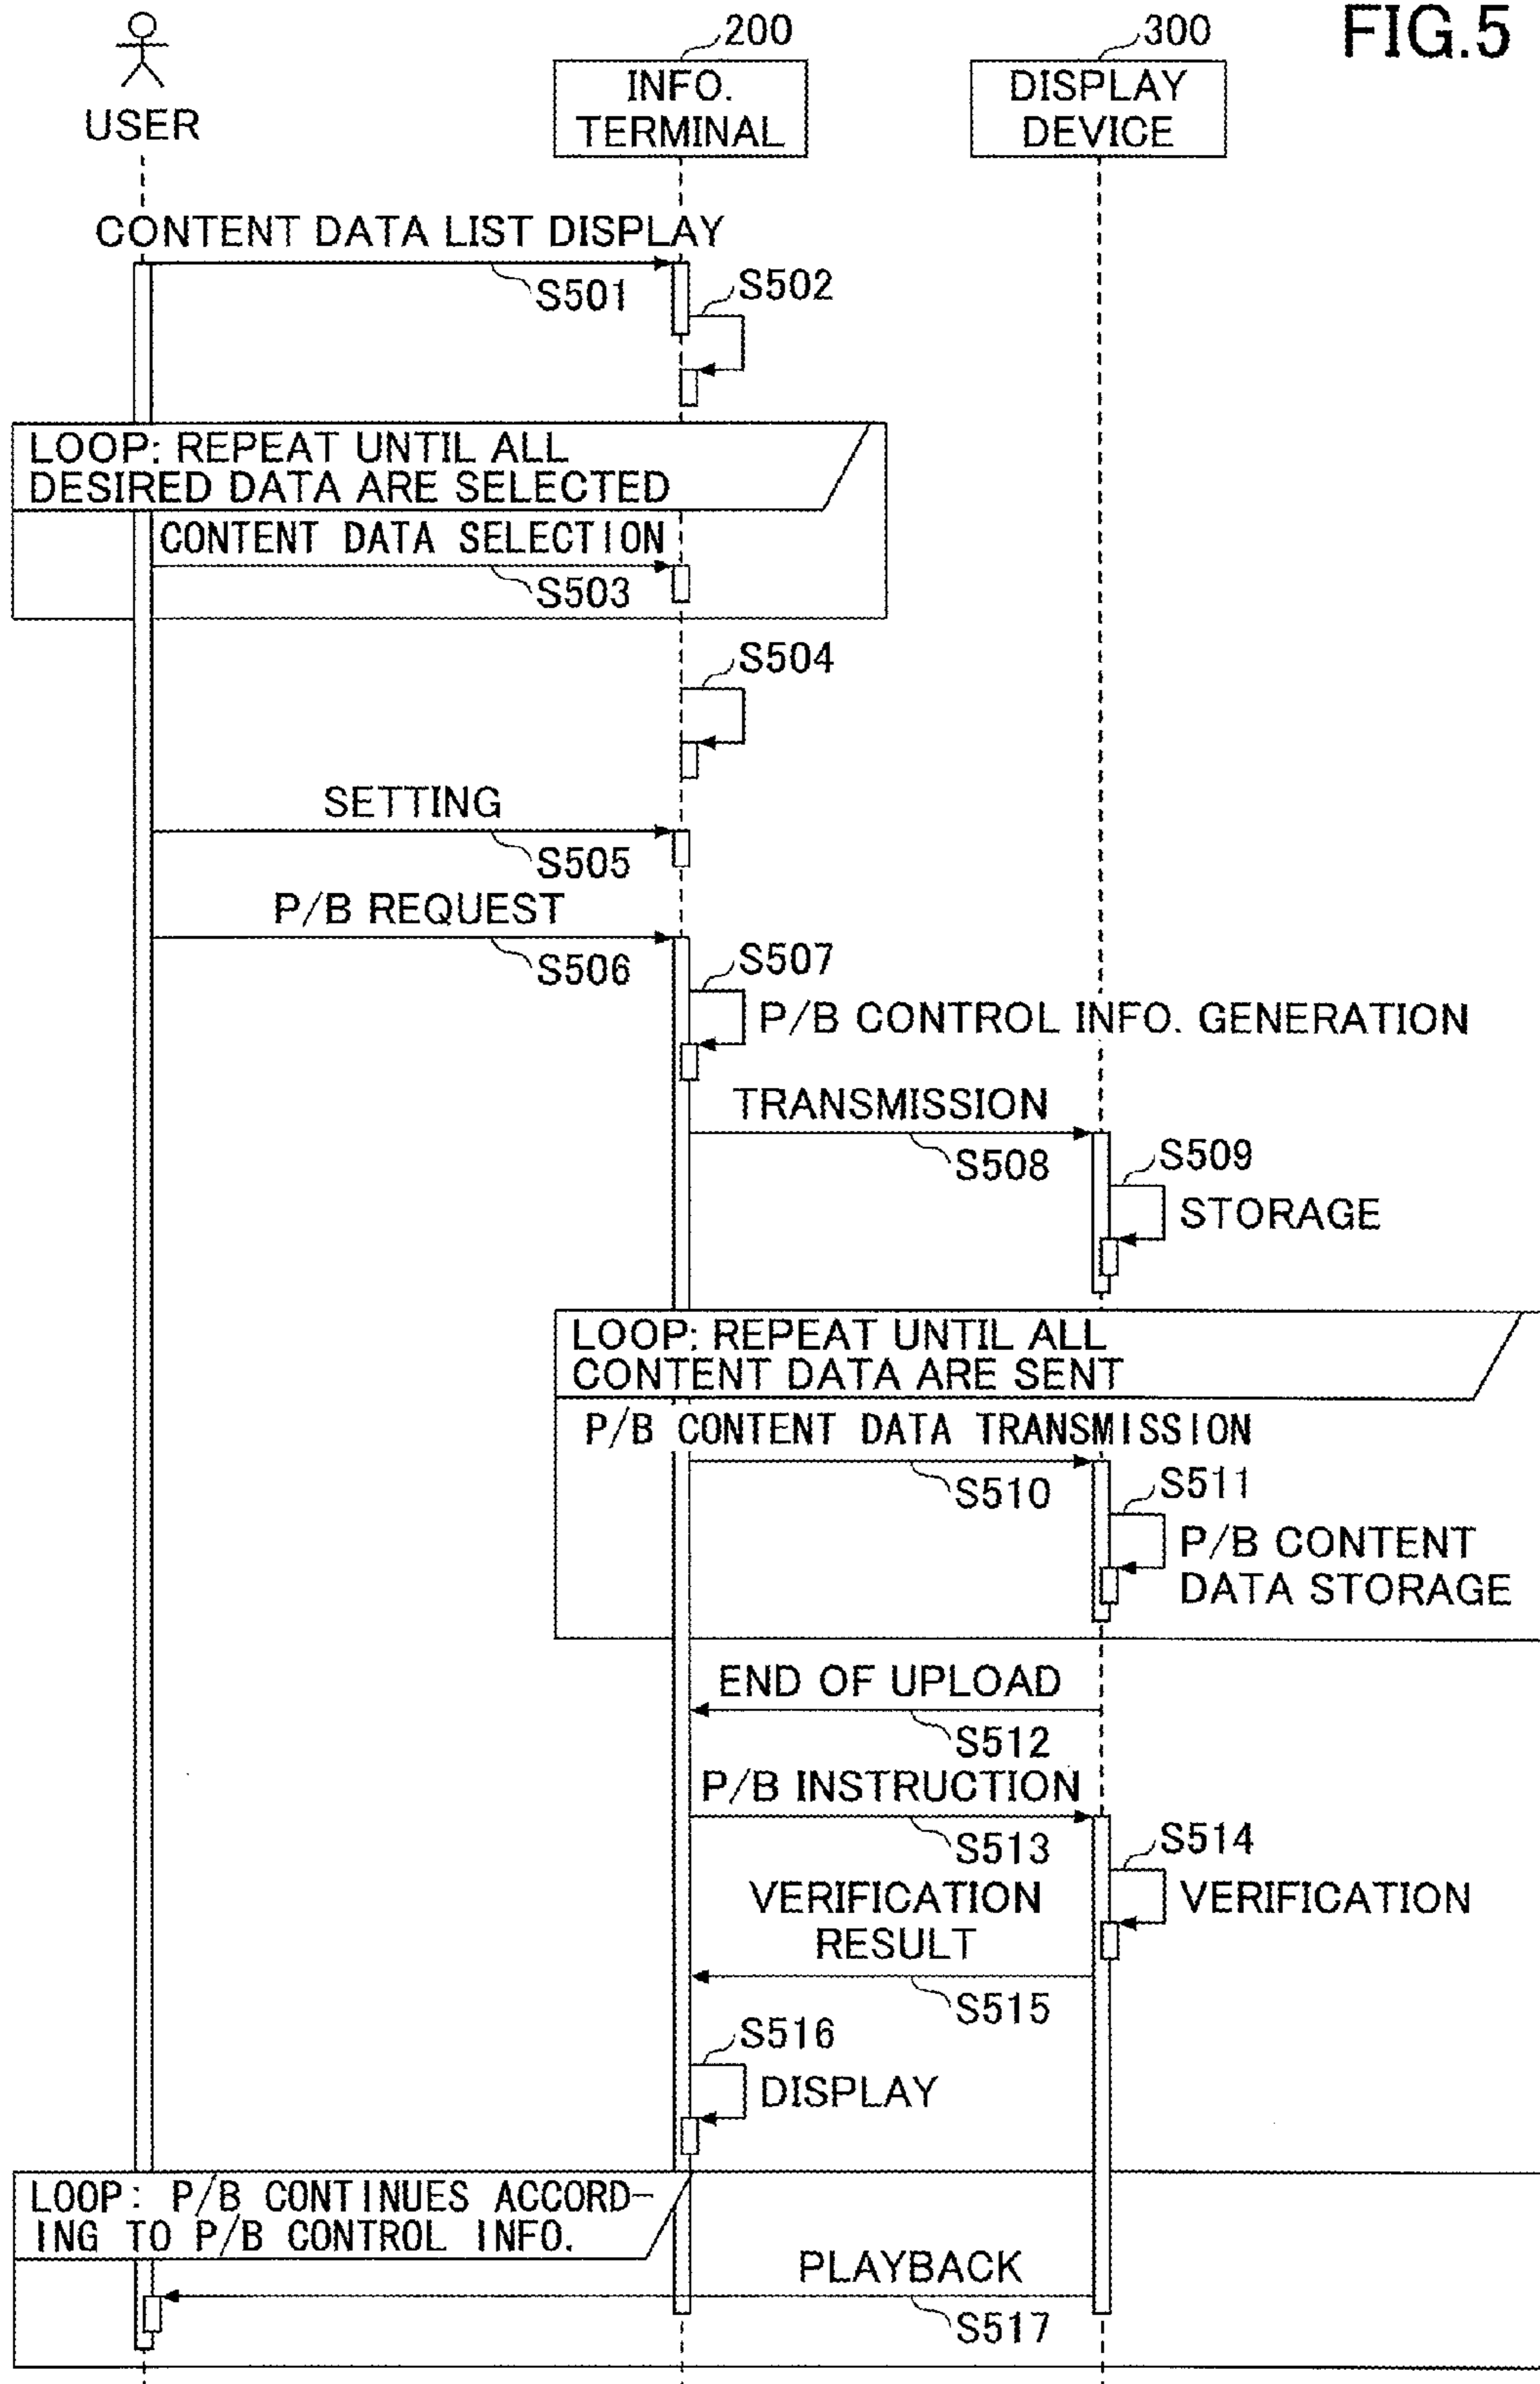 FIG.5
200
300
USER
INFO.
TERMINAL
DISPLAY
DEVICE
CONTENT DATA LIST DISPLAY
S501
S502
LOOP: REPEAT UNTIL ALL
DESIRED DATA ARE SELECTED
CONTENT DATA SELECTION
S503
S504
SETTING
S505
P/B REQUEST
S506
S507
P/B CONTROL INFO. GENERATION
TRANSMISSION
S508
S509
STORAGE
LOOP: REPEAT UNTIL ALL
CONTENT DATA ARE SENT
P/B CONTENT DATA TRANSMISSION
S510
S511
P/B CONTENT
DATA STORAGE
END OF UPLOAD
S512
P/B INSTRUCTION
S513
S514
VERIFICATION
VERIFICATION
RESULT
S515
S516
DISPLAY
LOOP: P/B CONTINUES ACCORD-
ING TO P/B CONTROL INFO.
PLAYBACK
S517